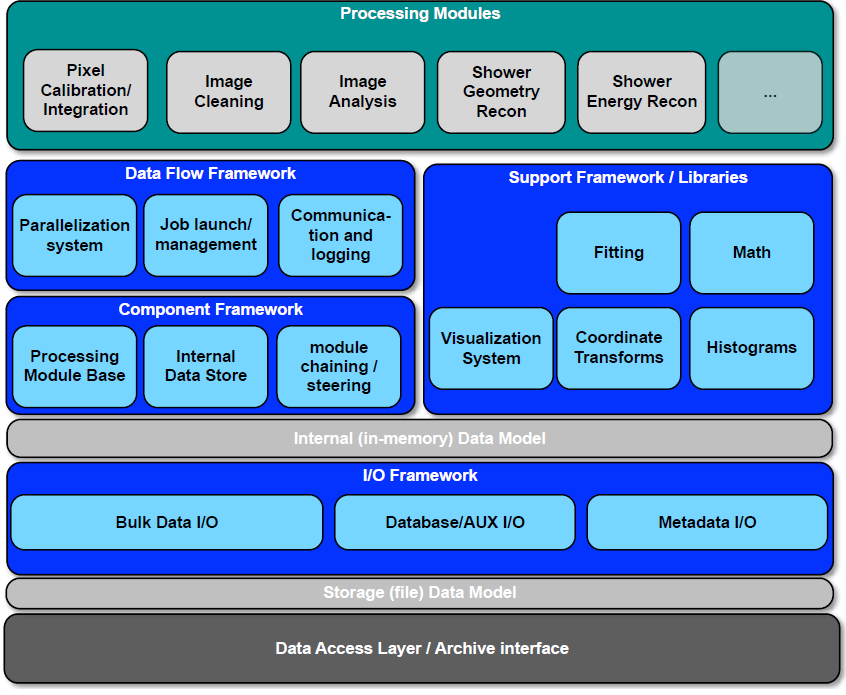 Processing Modules
Pixel
Calibration/
Integration
Image
Cleaning
Image
Analysis
Shower
Geometry
Recon
Shower
Energy Recon
...
Data Flow Framework
Parallelization
system
Job launch/
management
Communica-
tion and
logging
Support Framework / Libraries
Fitting
Math
Visualization
System
Coordinate
Transforms
Histograms
Component Framework
Processing
Module Base
Internal
Data Store
module
chaining /
steering
Internal (in-memory) Data Model
I/O Framework
Bulk Data I/O
Database/AUX I/O
Metadata I/O
Storage (file) Data Model
Data Access Layer / Archive interface